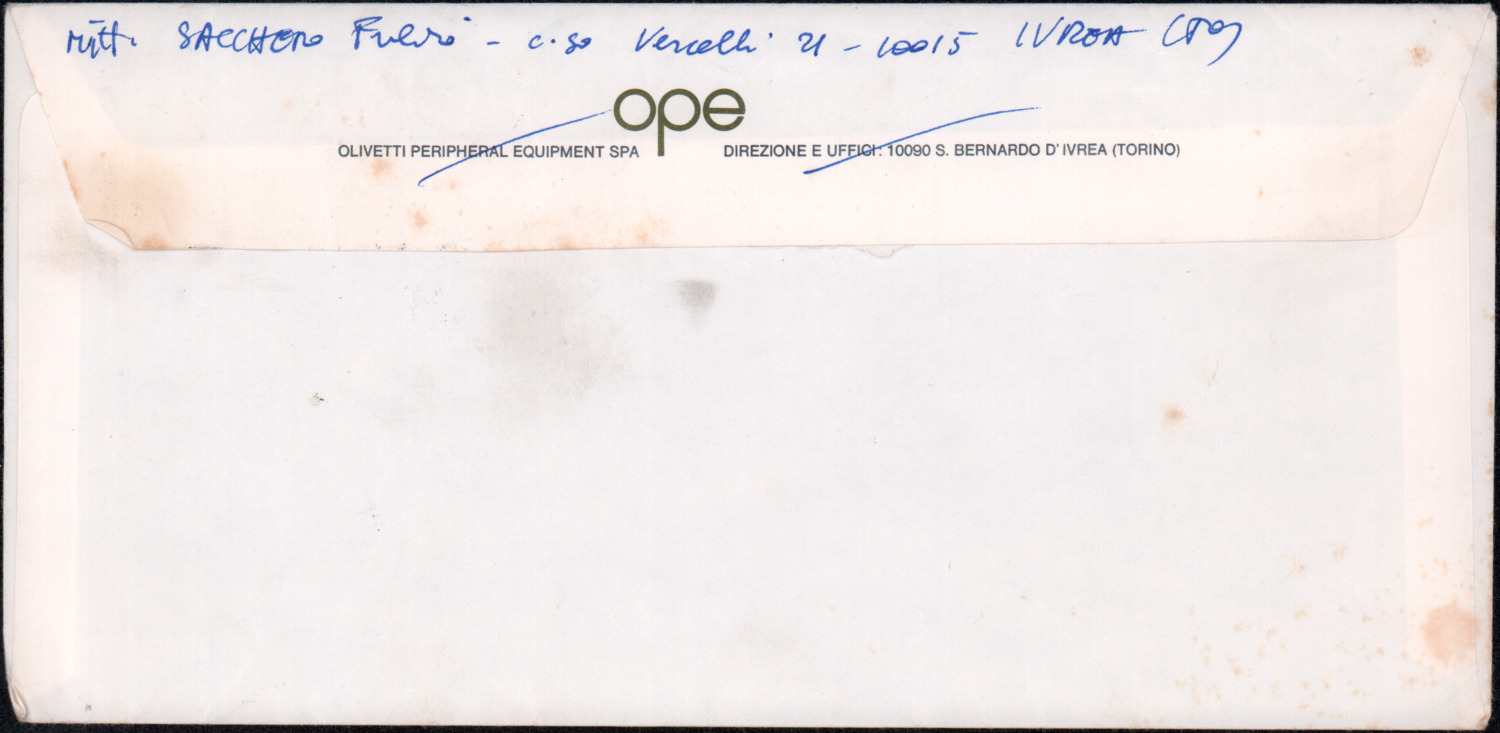 Mitt. SACCHERO Fulvio - c.so Vercelli 21 - 10015 IVREA (TO)
ope
OLIVETTI PERIPHERAL EQUIPMENT SPA DIREZIONE E UFFICI: 10090 S. BERNARDO D'IVREA (TORINO)